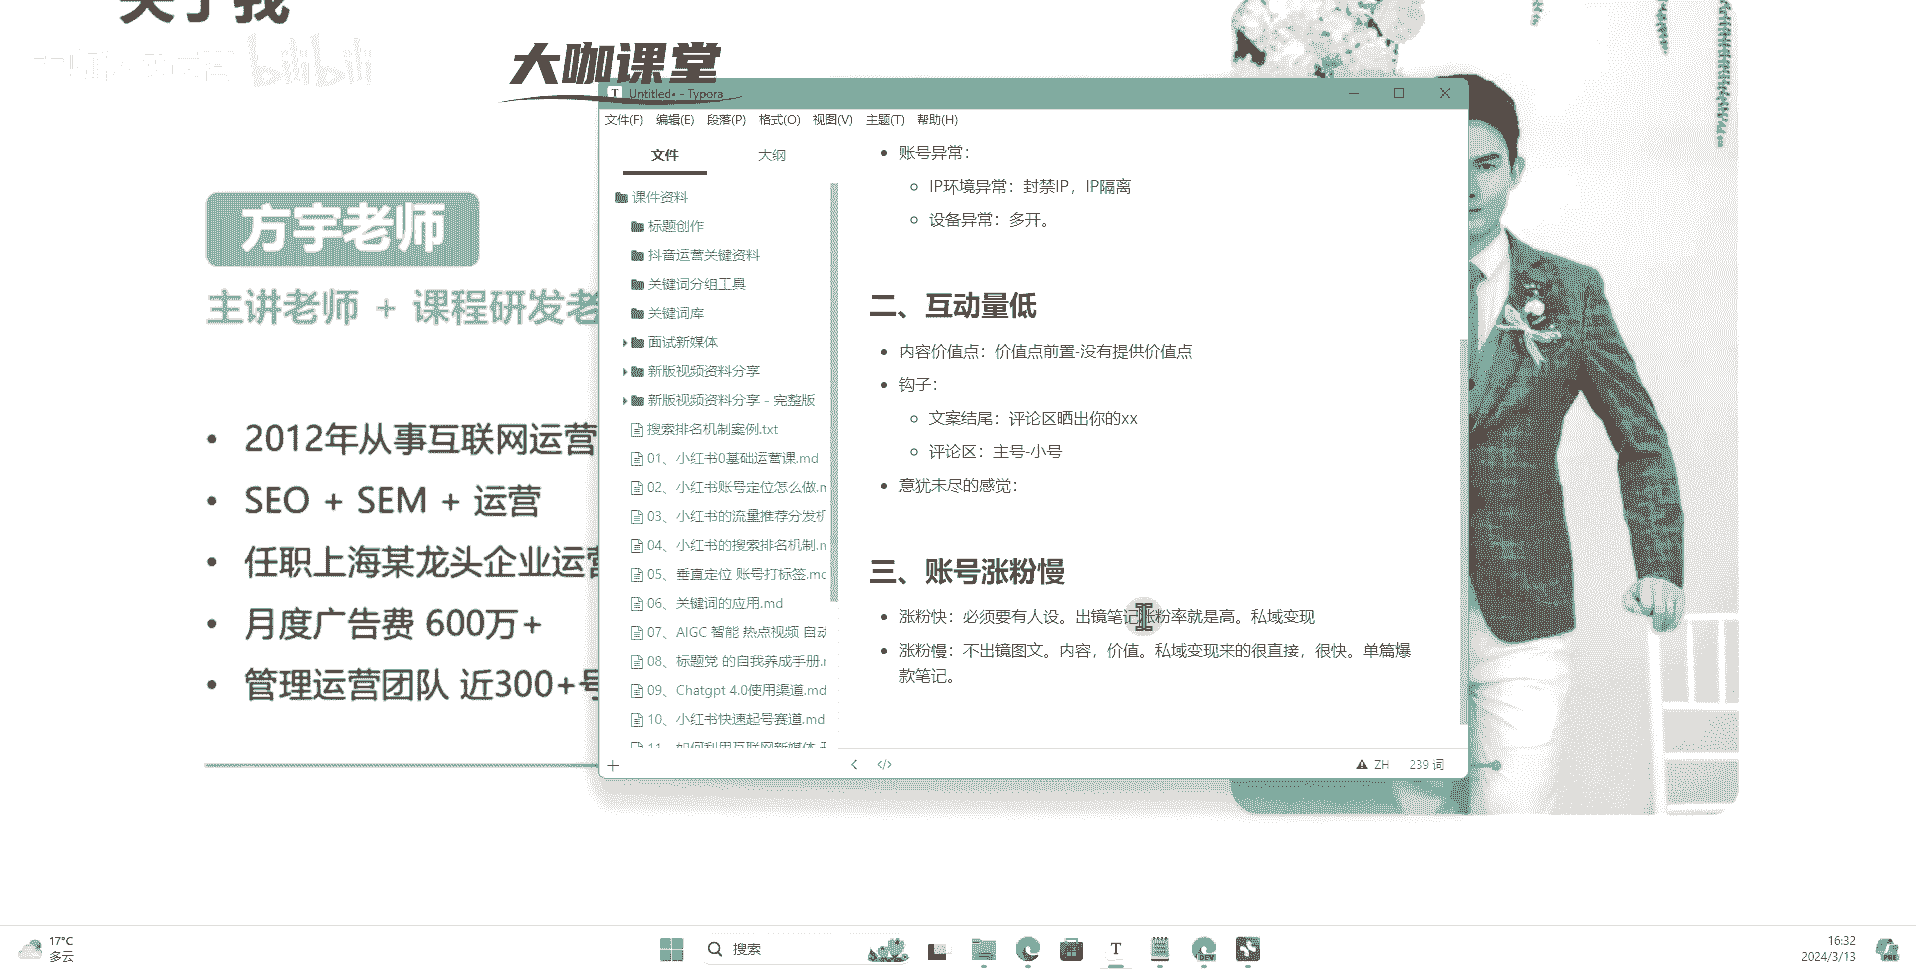 关于我
bilibili
大咖课堂
方宇老师
主讲老师 + 课程研发老
2012年从事互联网运营
SEO + SEM + 运营
任职上海某龙头企业运营
月度广告费 600万+
管理运营团队 近300+号
T Untitled• - Typora
文件(F) 编辑(E) 段落(P) 格式(O) 视图(V) 主题(T) 帮助(H)
文件 大纲
课件资料
标题创作
抖音运营关键资料
关键词分组工具
关键词库
面试新媒体
新版视频资料分享
新版视频资料分享 - 完整版
搜索排名机制案例.txt
01、小红书0基础运营课.md
02、小红书账号定位怎么做.m
03、小红书的流量推荐分发机
04、小红书的搜索排名机制.m
05、垂直定位 账号打标签.md
06、关键词的应用.md
07、AIGC 智能 热点视频 自动
08、标题党 的自我养成手册.m
09、Chatgpt 4.0使用渠道.md
10、小红书快速起号赛道.md
11、如何利用互联网新媒体
账号异常：
IP环境异常：封禁IP，IP隔离
设备异常：多开。
二、互动量低
内容价值点：价值点前置-没有提供价值点
钩子：
文案结尾：评论区晒出你的xx
评论区：主号-小号
意犹未尽的感觉：
三、账号涨粉慢
涨粉快：必须要有人设。出镜笔记涨粉率就是高。私域变现
涨粉慢：不出镜图文。内容，价值。私域变现来的很直接，很快。单篇爆
款笔记。
ZH 239 词
17°C
多云
搜索
T
DEV
16:32
2024/3/13
PRE